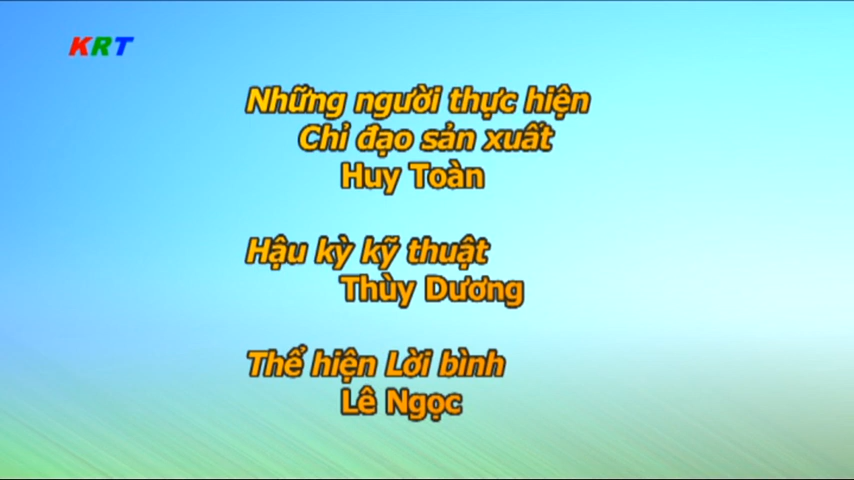 KRT
Những người thực hiện
Chỉ đạo sản xuất
Huy Toàn
Hậu kỳ kỹ thuật
Thùy Dương
Thể hiện Lời bình
Lê Ngọc